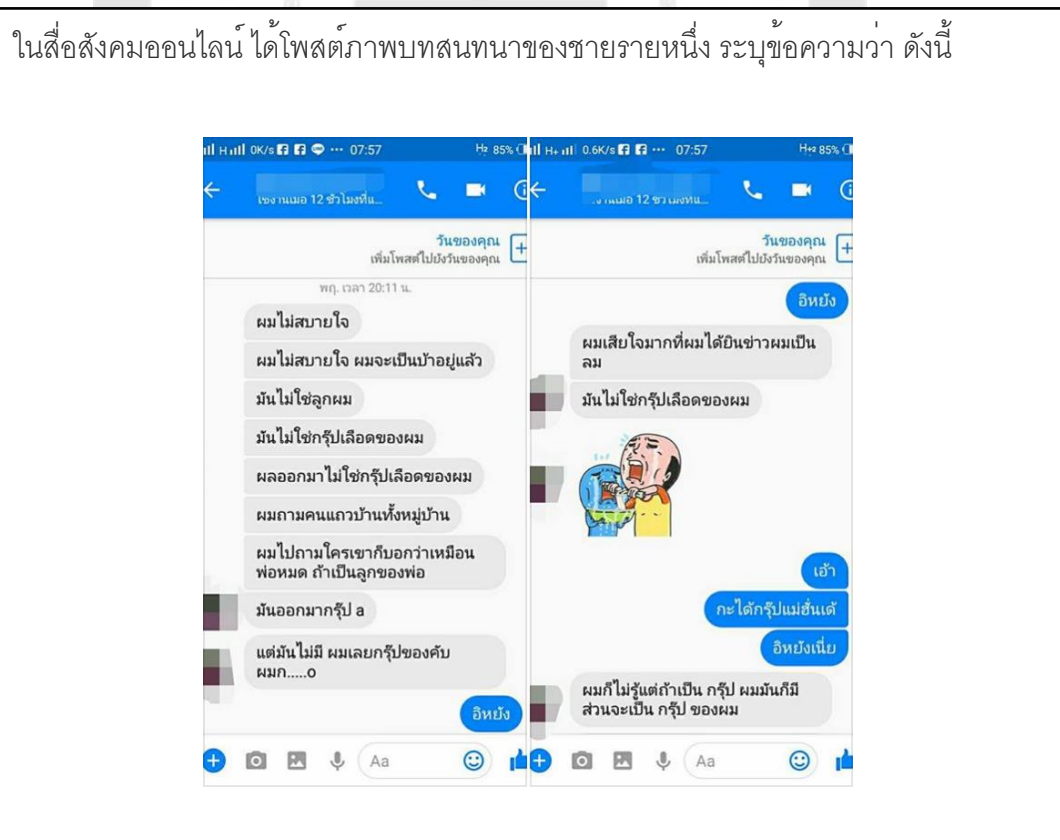 ในสื่อสังคมออนไลน์ ได้โพสต์ภาพบทสนทนาของชายรายหนึ่ง ระบุข้อความว่า ดังนี้
0K/s ··· 07:57
H2 85%
12 ชั่วโมงที่แ...
วันของคุณ
เพิ่มโพสต์ไปยังวันของคุณ
พฤ. เวลา 20:11 น.
ผมไม่สบายใจ
ผมไม่สบายใจ ผมจะเป็นบ้าอยู่แล้ว
มันไม่ใช่ลูกผม
มันไม่ใช่กรุ๊ปเลือดของผม
ผลออกมาไม่ใช่กรุ๊ปเลือดของผม
ผมถามคนแถวบ้านทั้งหมู่บ้าน
ผมไปถามใครเขาก็บอกว่าเหมือน
พ่อหมด ถ้าเป็นลูกของพ่อ
มันออกมากรุ๊ป a
แต่มันไม่มี ผมเลยกรุ๊ปของคับ
ผมก.....o
อิหยัง
Aa
H+ 0.6K/s ··· 07:57
85%
12
วันของคุณ
เพิ่มโพสต์ไปยังวันของคุณ
อิหยัง
ผมเสียใจมากที่ผมได้ยินข่าวผมเป็น
ลม
มันไม่ใช่กรุ๊ปเลือดของผม
เอ้า
กะได้กรุ๊ปแม่ฮั่นเด้
อิหยังเนี่ย
ผมก็ไม่รู้แต่ถ้าเป็น กรุ๊ป ผมมันก็มี
ส่วนจะเป็น กรุ๊ป ของผม
Aa